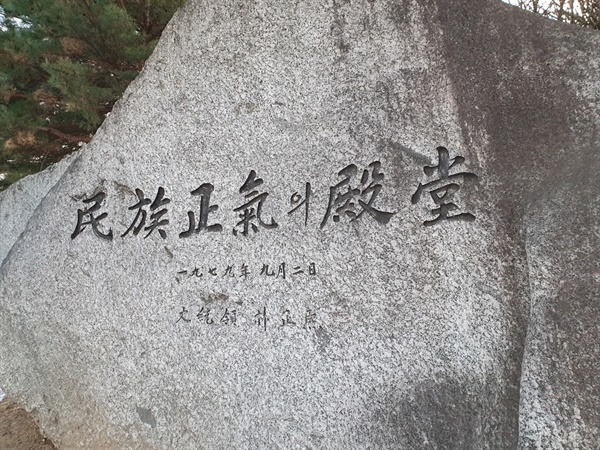 民族正氣의殿堂
一九七九年 九月二日
大統領 朴正熙